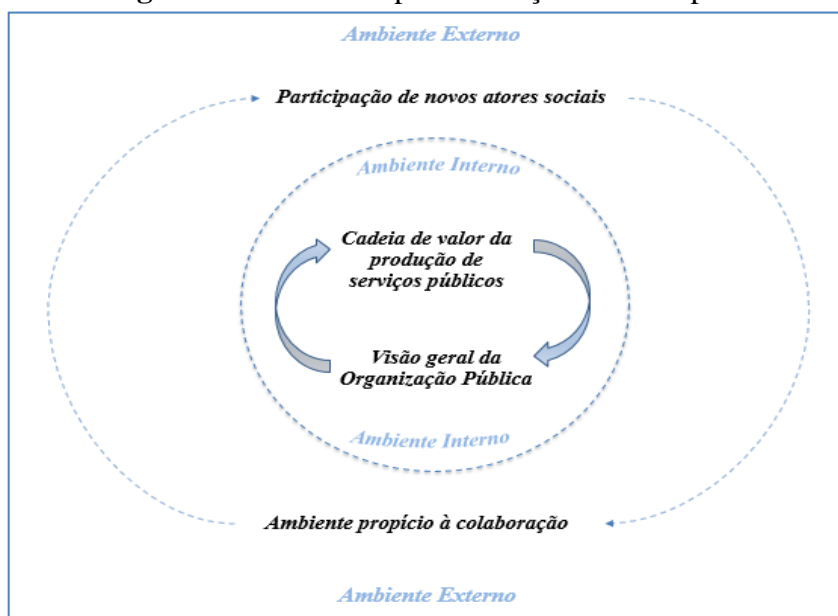 Ambiente Externo
Participação de novos atores sociais
Ambiente Interno
Cadeia de valor da
produção de
serviços públicos
Visão geral da
Organização Pública
Ambiente Interno
Ambiente propício à colaboração
Ambiente Externo